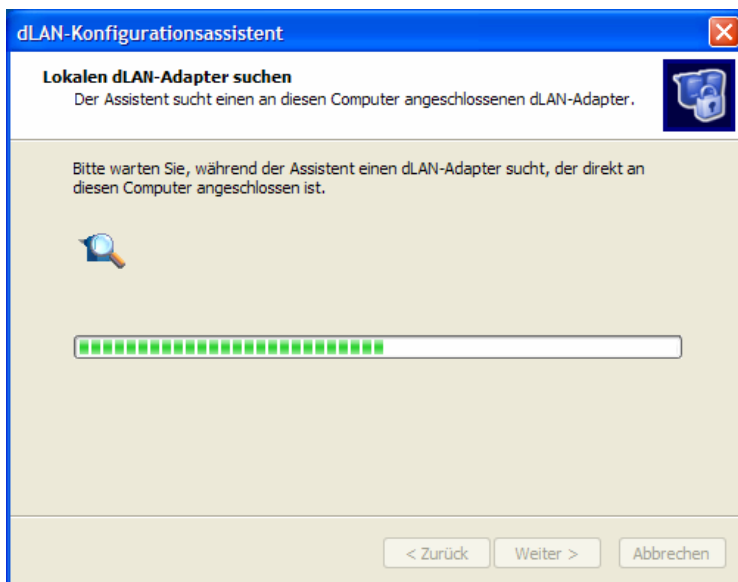 dLAN-Konfigurationsassistent
Lokalen dLAN-Adapter suchen
Der Assistent sucht einen an diesen Computer angeschlossenen dLAN-Adapter.
Bitte warten Sie, während der Assistent einen dLAN-Adapter sucht, der direkt an
diesen Computer angeschlossen ist.
< Zurück Weiter > Abbrechen